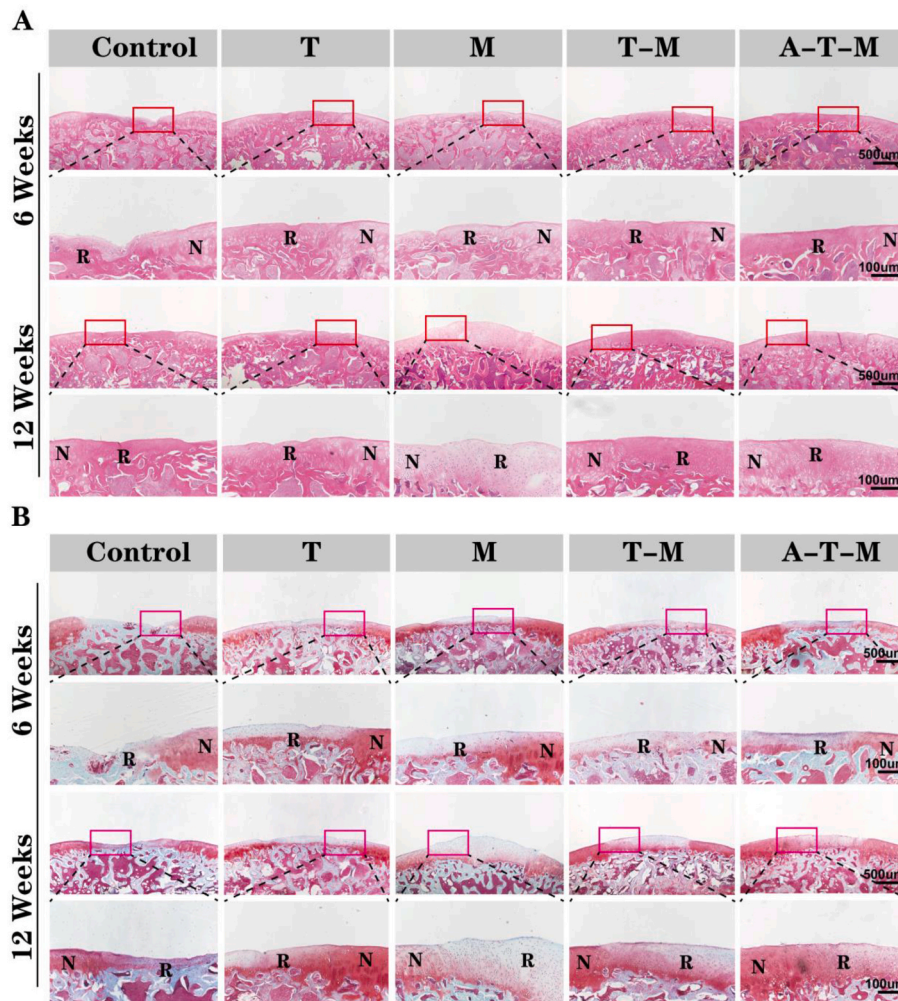 A
Control T M T-M A-T-M
6 Weeks
500um
R N R N R N R N R
100um
12 Weeks
500um
N R R N N R N R R
100um
B
Control T M T-M A-T-M
6 Weeks
500um
R N R N R N R N R N
100um
12 Weeks
500um
N R R N N R N R N R
100um